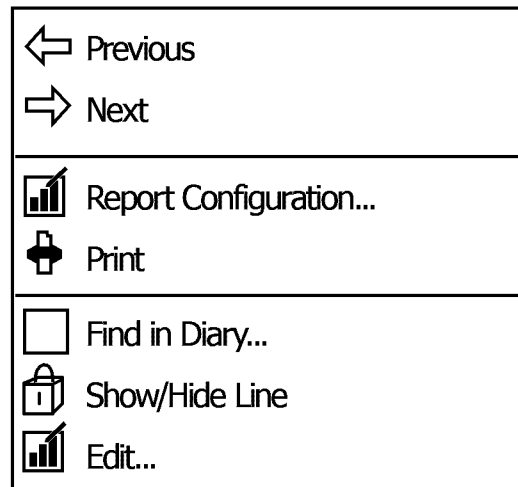 Previous
Next
Report Configuration...
Print
Find in Diary...
Show/Hide Line
Edit...